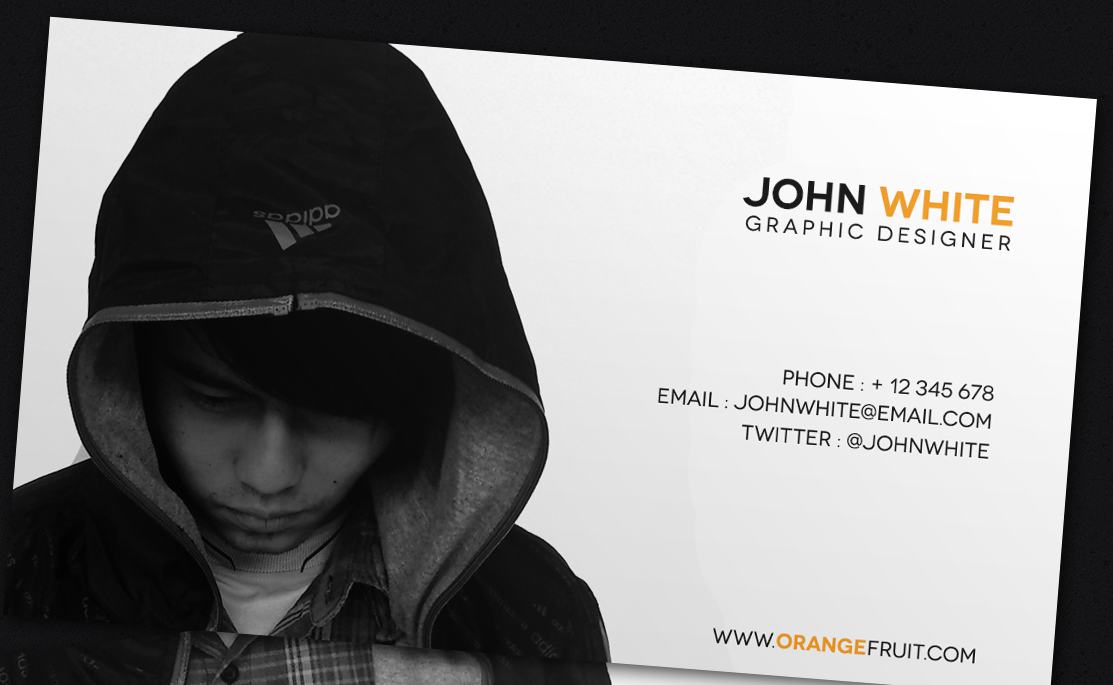 adidas
JOHN WHITE
GRAPHIC DESIGNER
PHONE : + 12 345 678
EMAIL : JOHNWHITE@EMAIL.COM
TWITTER : @JOHNWHITE
WWW.ORANGEFRUIT.COM